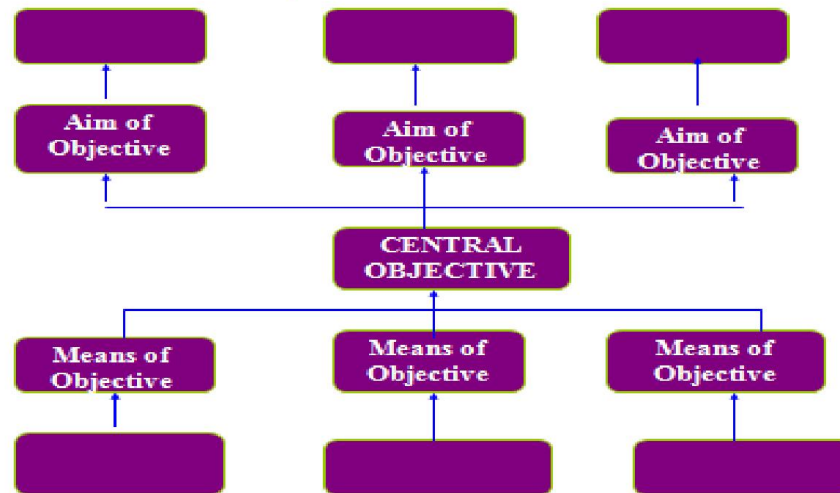 Aim of
Objective
Aim of
Objective
Aim of
Objective
CENTRAL
OBJECTIVE
Means of
Objective
Means of
Objective
Means of
Objective